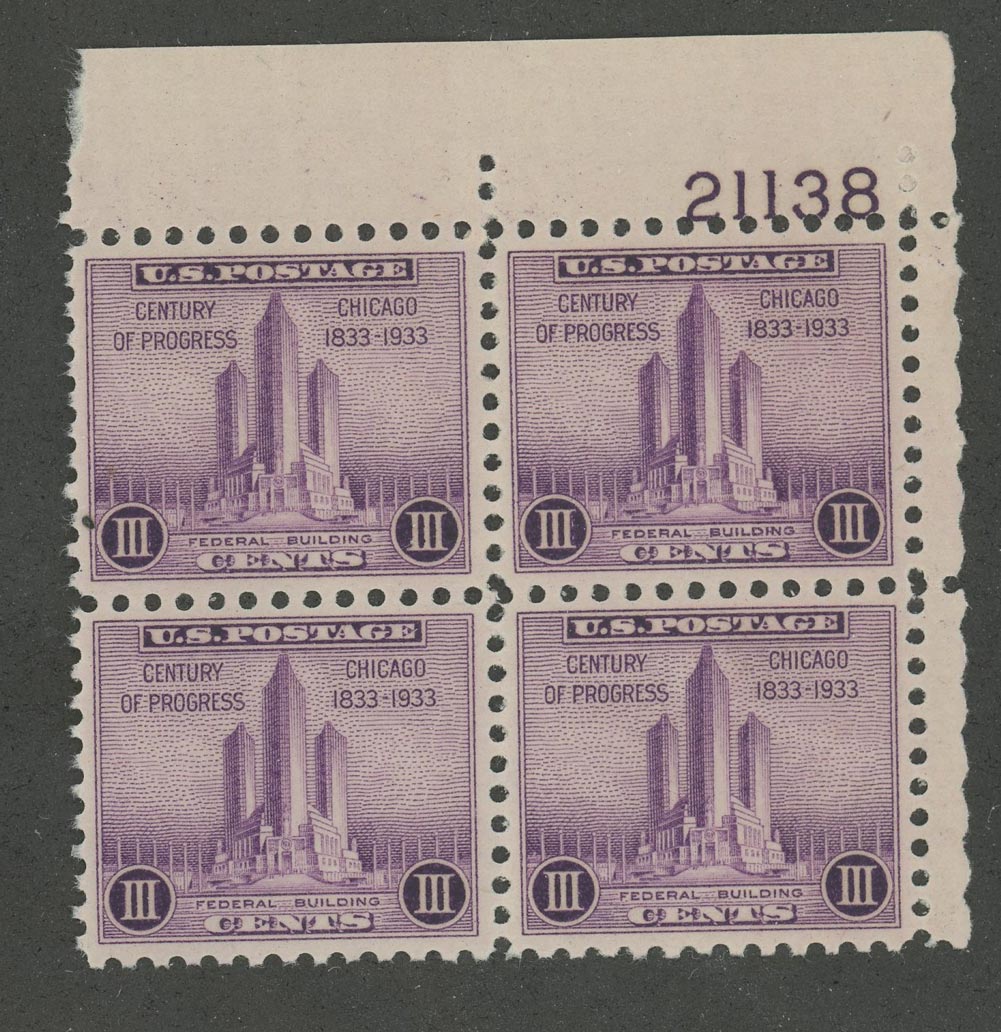 21138
U.S. POSTAGE
CENTURY OF PROGRESS
CHICAGO 1833-1933
III
III
FEDERAL BUILDING
CENTS
U.S. POSTAGE
CENTURY OF PROGRESS
CHICAGO 1833-1933
III
III
FEDERAL BUILDING
CENTS
U.S. POSTAGE
CENTURY OF PROGRESS
CHICAGO 1833-1933
III
III
FEDERAL BUILDING
CENTS
U.S. POSTAGE
CENTURY OF PROGRESS
CHICAGO 1833-1933
III
III
FEDERAL BUILDING
CENTS